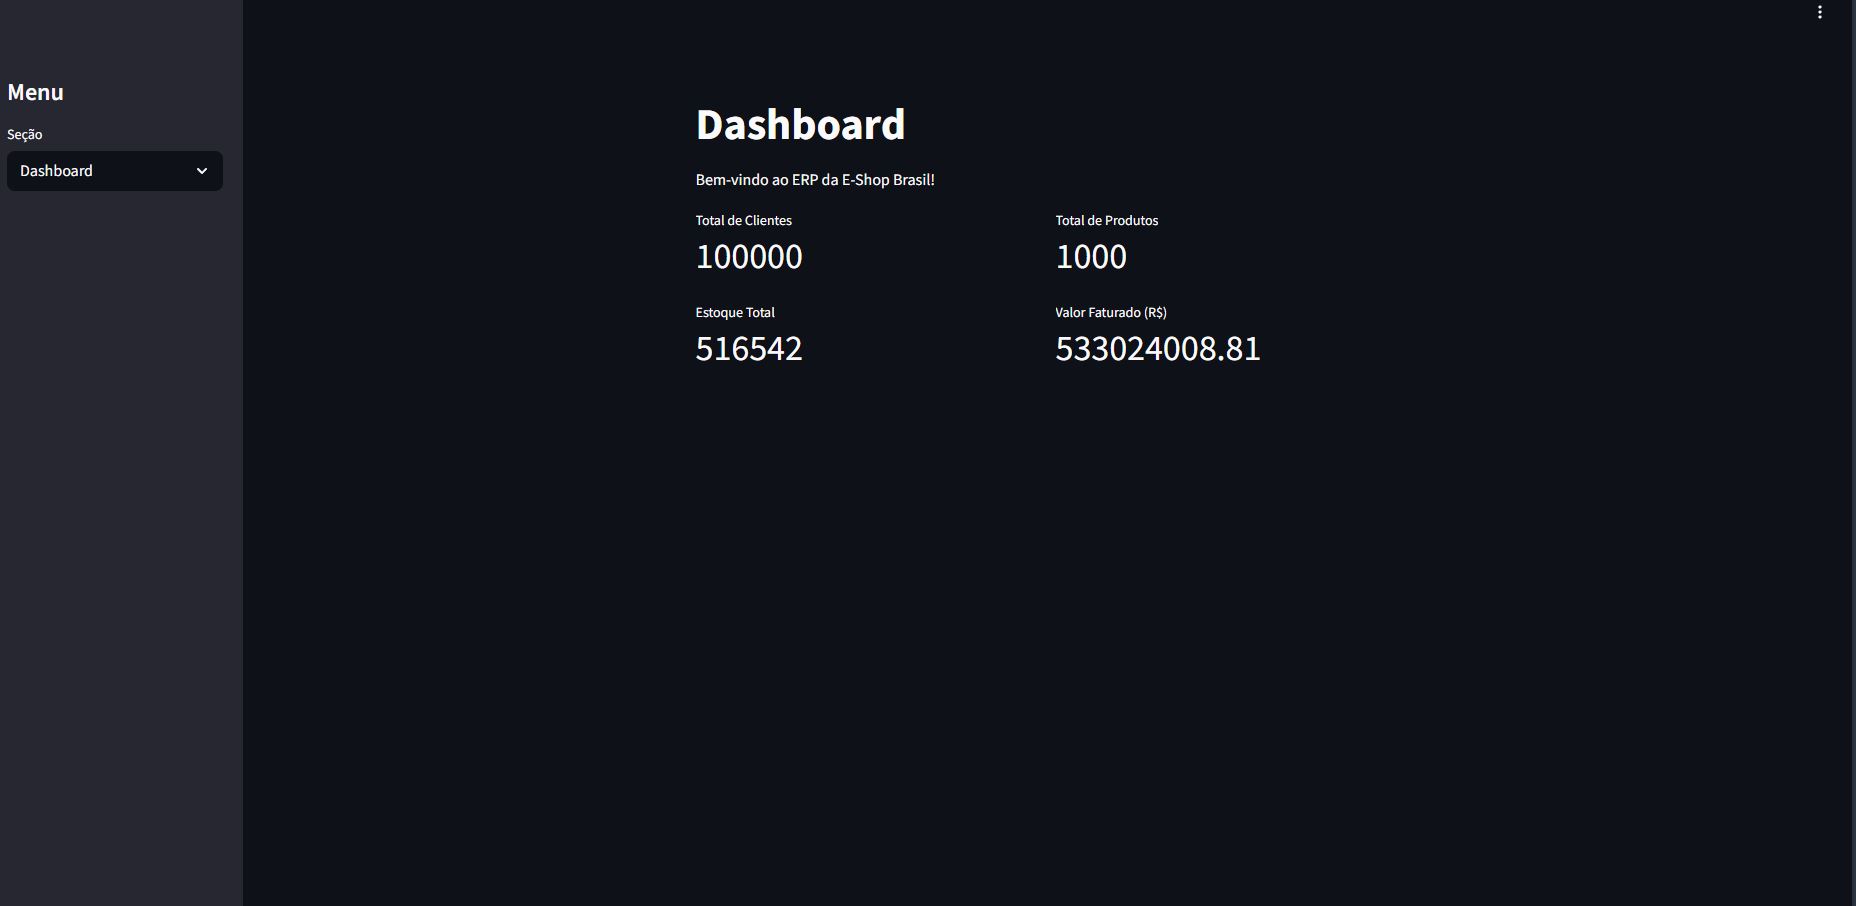 Menu
Seção
Dashboard
Dashboard
Bem-vindo ao ERP da E-Shop Brasil!
Total de Clientes
100000
Total de Produtos
1000
Estoque Total
516542
Valor Faturado (R$)
533024008.81